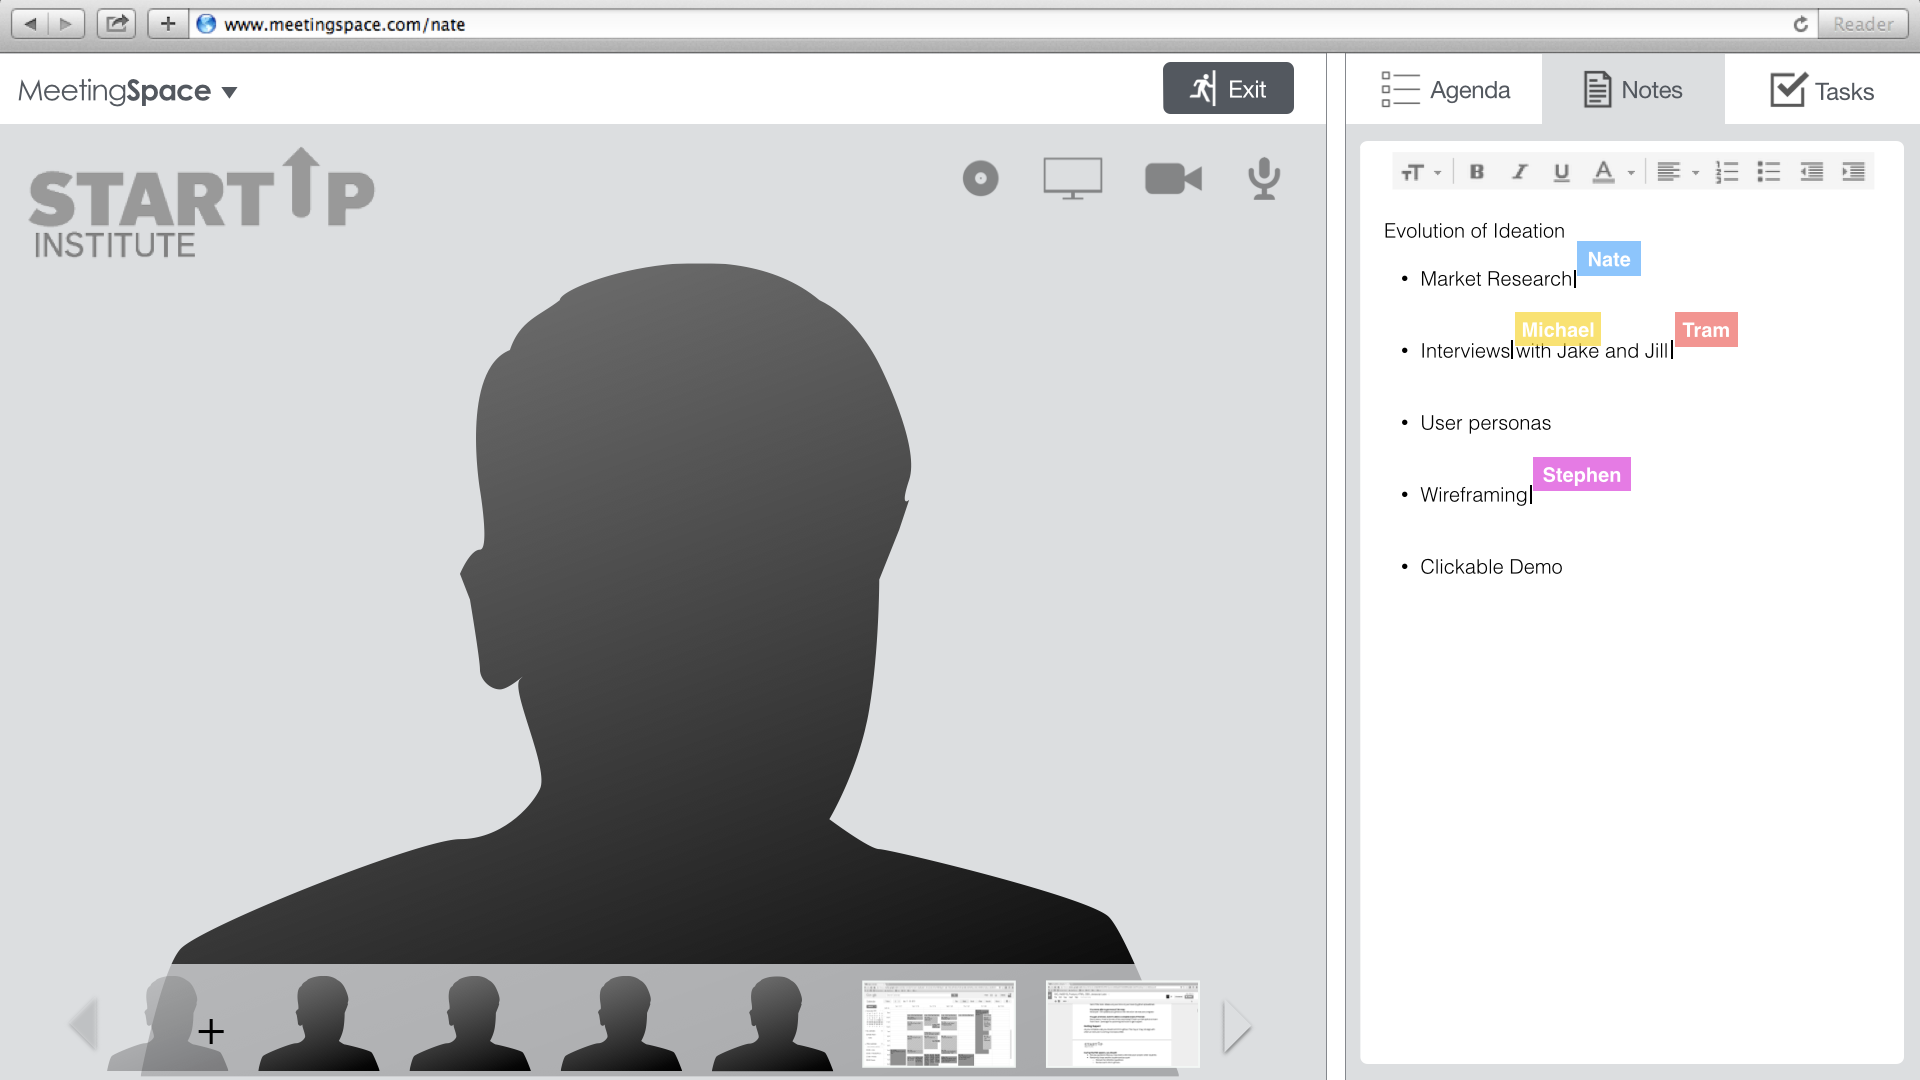 www.meetingspace.com/nate
Reader
MeetingSpace
Exit
Agenda
Notes
Tasks
START P
INSTITUTE
Evolution of Ideation
Nate
• Market Research
Michael
Tram
• Interviews with Jake and Jill
• User personas
Stephen
• Wireframing
• Clickable Demo